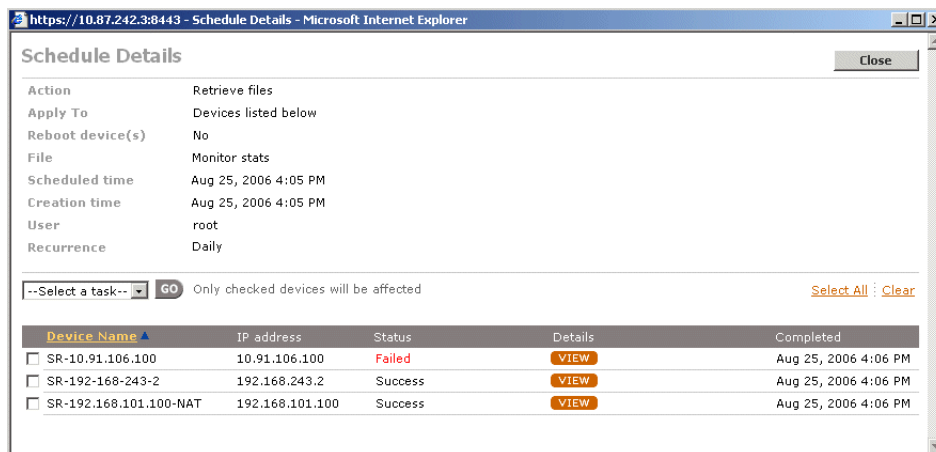 https://10.87.242.3:8443 - Schedule Details - Microsoft Internet Explorer
Schedule Details
Close
Action Retrieve files
Apply To Devices listed below
Reboot device(s) No
File Monitor stats
Scheduled time Aug 25, 2006 4:05 PM
Creation time Aug 25, 2006 4:05 PM
User root
Recurrence Daily
--Select a task-- GO Only checked devices will be affected Select All Clear
Device Name IP address Status Details Completed
SR-10.91.106.100 10.91.106.100 Failed VIEW Aug 25, 2006 4:06 PM
SR-192-168-243-2 192.168.243.2 Success VIEW Aug 25, 2006 4:06 PM
SR-192.168.101.100-NAT 192.168.101.100 Success VIEW Aug 25, 2006 4:06 PM